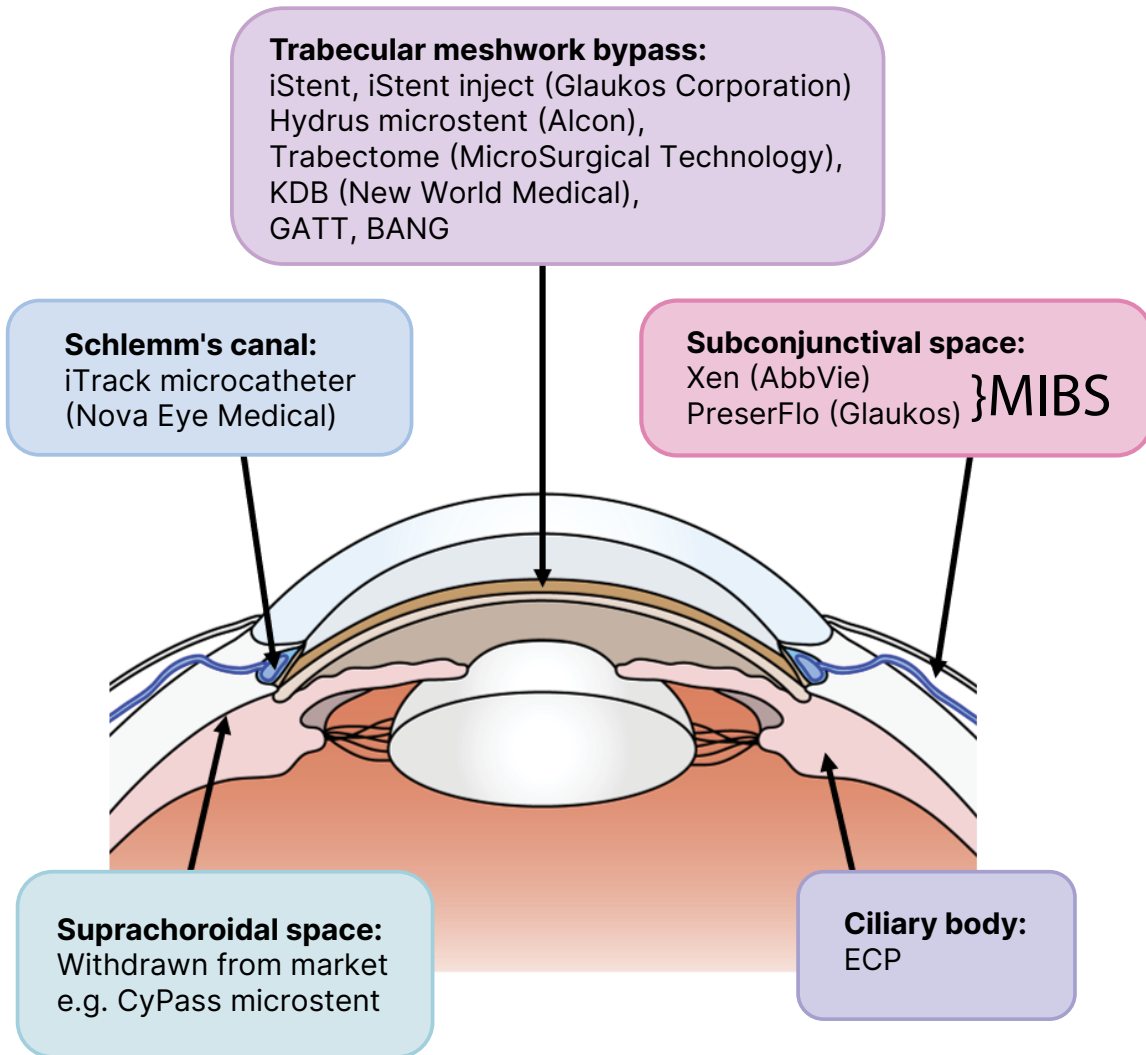 Trabecular meshwork bypass:
iStent, iStent inject (Glaukos Corporation)
Hydrus microstent (Alcon),
Trabectome (MicroSurgical Technology),
KDB (New World Medical),
GATT, BANG
Schlemm's canal:
iTrack microcatheter
(Nova Eye Medical)
Subconjunctival space:
Xen (AbbVie)
PreserFlo (Glaukos)
}MIBS
Suprachoroidal space:
Withdrawn from market
e.g. CyPass microstent
Ciliary body:
ECP